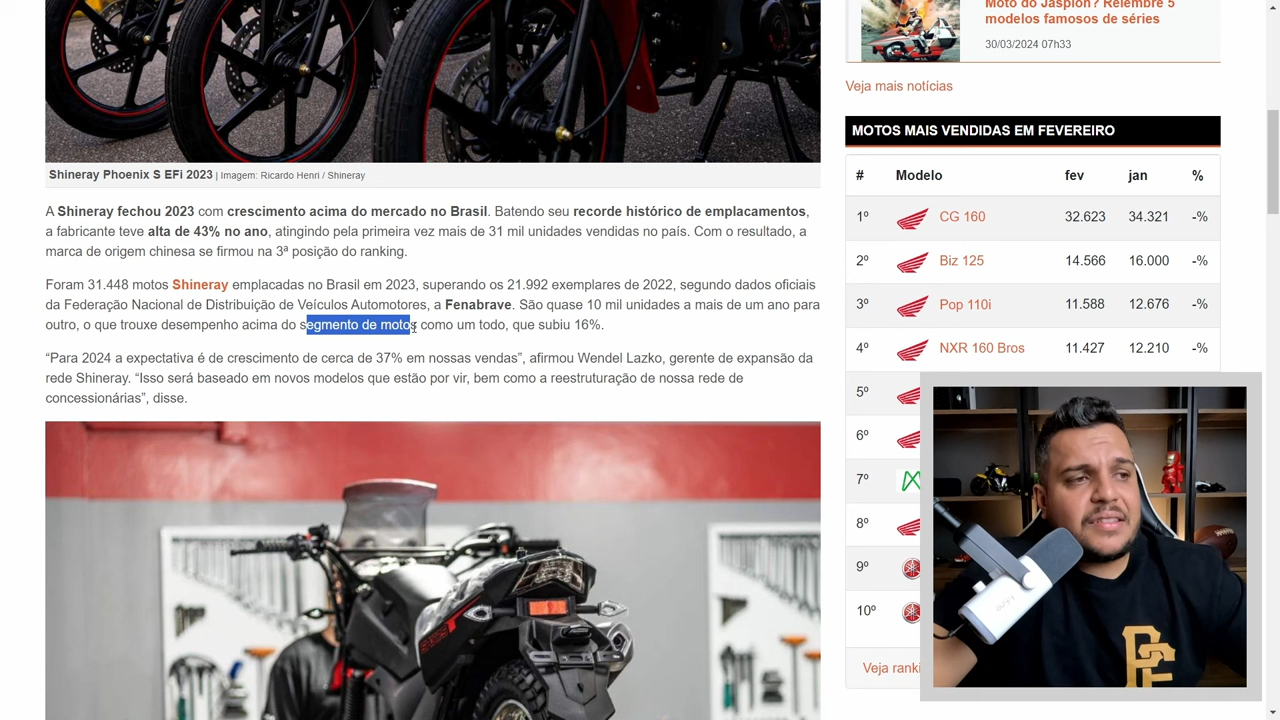 Moto do Jaspion? Relembre 5
modelos famosos de séries
30/03/2024 07h33
Veja mais notícias
MOTOS MAIS VENDIDAS EM FEVEREIRO
# Modelo fev jan %
1º CG 160 32.623 34.321 -%
2º Biz 125 14.566 16.000 -%
3º Pop 110i 11.588 12.676 -%
4º NXR 160 Bros 11.427 12.210 -%
5º
6º
7º
8º
9º
10º
Veja ranki
Shineray Phoenix S EFi 2023 | Imagem: Ricardo Henri / Shineray
A Shineray fechou 2023 com crescimento acima do mercado no Brasil. Batendo seu recorde histórico de emplacamentos,
a fabricante teve alta de 43% no ano, atingindo pela primeira vez mais de 31 mil unidades vendidas no país. Com o resultado, a
marca de origem chinesa se firmou na 3ª posição do ranking.
Foram 31.448 motos Shineray emplacadas no Brasil em 2023, superando os 21.992 exemplares de 2022, segundo dados oficiais
da Federação Nacional de Distribuição de Veículos Automotores, a Fenabrave. São quase 10 mil unidades a mais de um ano para
outro, o que trouxe desempenho acima do segmento de motos como um todo, que subiu 16%.
“Para 2024 a expectativa é de crescimento de cerca de 37% em nossas vendas”, afirmou Wendel Lazko, gerente de expansão da
rede Shineray. “Isso será baseado em novos modelos que estão por vir, bem como a reestruturação de nossa rede de
concessionárias”, disse.